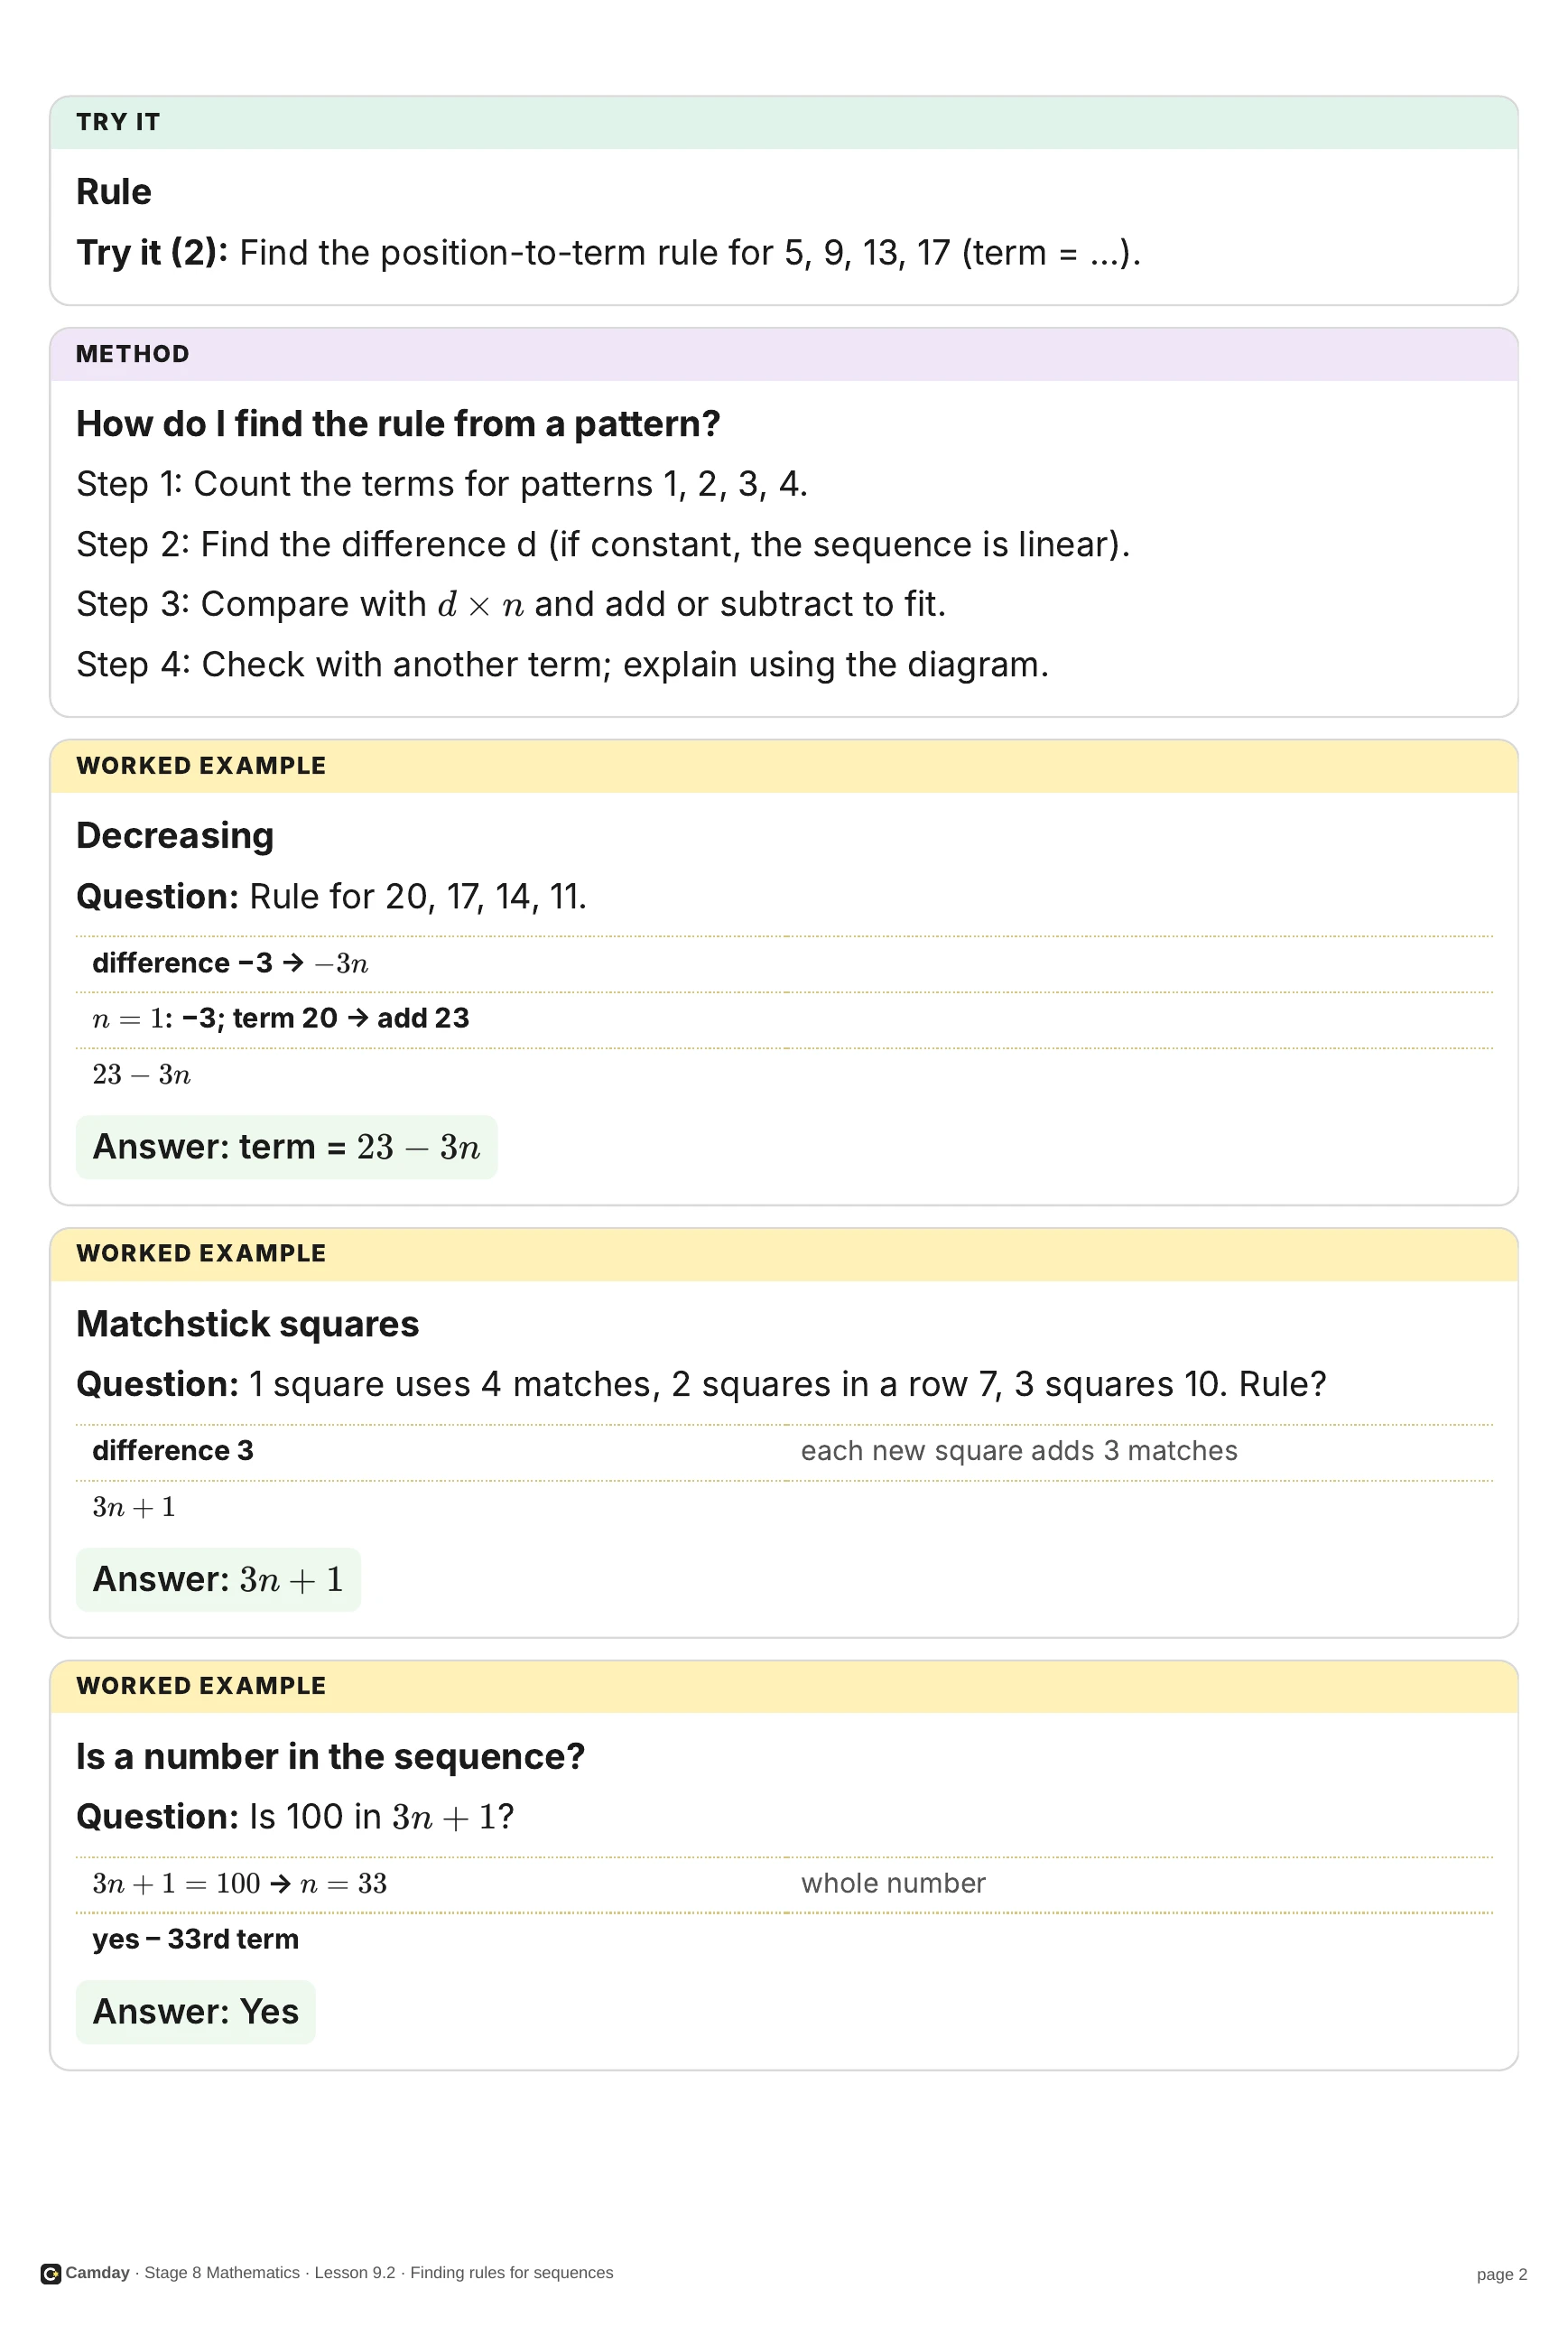 TRY IT
Rule
Try it (2): Find the position-to-term rule for 5, 9, 13, 17 (term = ...).
METHOD
How do I find the rule from a pattern?
Step 1: Count the terms for patterns 1, 2, 3, 4.
Step 2: Find the difference d (if constant, the sequence is linear).
Step 3: Compare with d × n and add or subtract to fit.
Step 4: Check with another term; explain using the diagram.
WORKED EXAMPLE
Decreasing
Question: Rule for 20, 17, 14, 11.
difference −3 → −3n
n = 1: −3; term 20 → add 23
23 − 3n
Answer: term = 23 − 3n
WORKED EXAMPLE
Matchstick squares
Question: 1 square uses 4 matches, 2 squares in a row 7, 3 squares 10. Rule?
difference 3 each new square adds 3 matches
3n + 1
Answer: 3n + 1
WORKED EXAMPLE
Is a number in the sequence?
Question: Is 100 in 3n + 1?
3n + 1 = 100 → n = 33 whole number
yes – 33rd term
Answer: Yes
Camday · Stage 8 Mathematics · Lesson 9.2 · Finding rules for sequences page 2